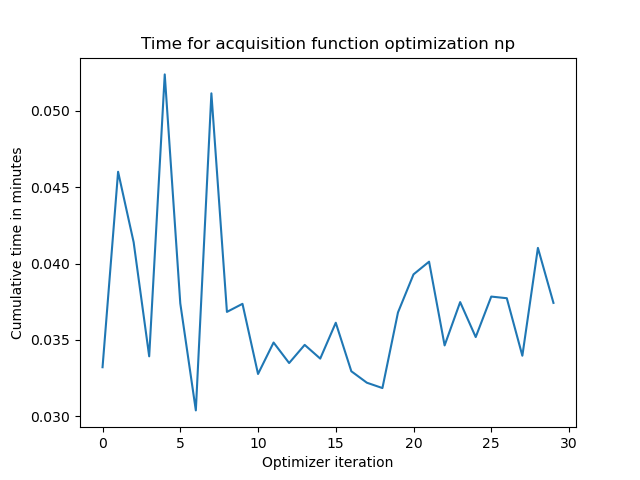 Time for acquisition function optimization np
Cumulative time in minutes
0.050
0.045
0.040
0.035
0.030
0 5 10 15 20 25 30
Optimizer iteration